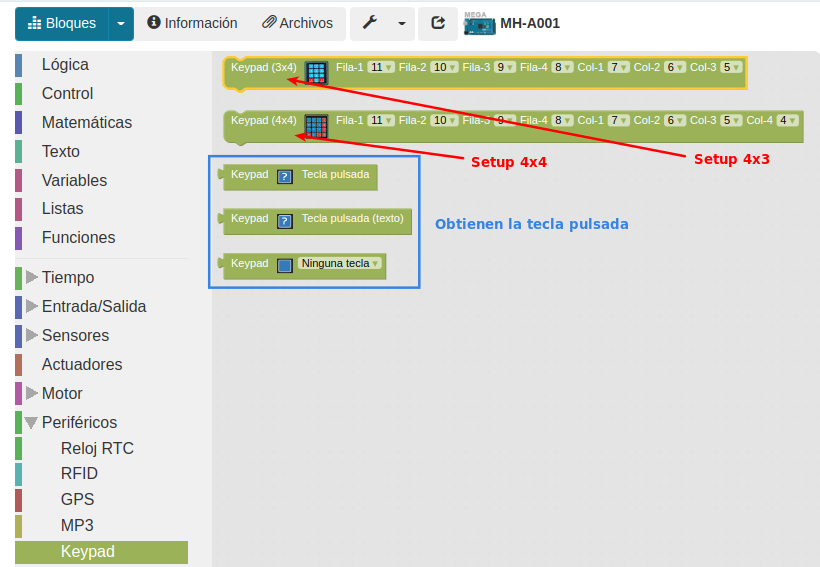 Bloques Información Archivos MEGA MH-A001
Lógica
Control
Matemáticas
Texto
Variables
Listas
Funciones
Tiempo
Entrada/Salida
Sensores
Actuadores
Motor
Periféricos
Reloj RTC
RFID
GPS
MP3
Keypad
Keypad (3x4) Fila-1 11 Fila-2 10 Fila-3 9 Fila-4 8 Col-1 7 Col-2 6 Col-3 5
Keypad (4x4) Fila-1 11 Fila-2 10 Fila-3 9 Fila-4 8 Col-1 7 Col-2 6 Col-3 5 Col-4 4
Setup 4x4
Setup 4x3
Keypad ? Tecla pulsada
Keypad ? Tecla pulsada (texto)
Keypad Ninguna tecla
Obtienen la tecla pulsada